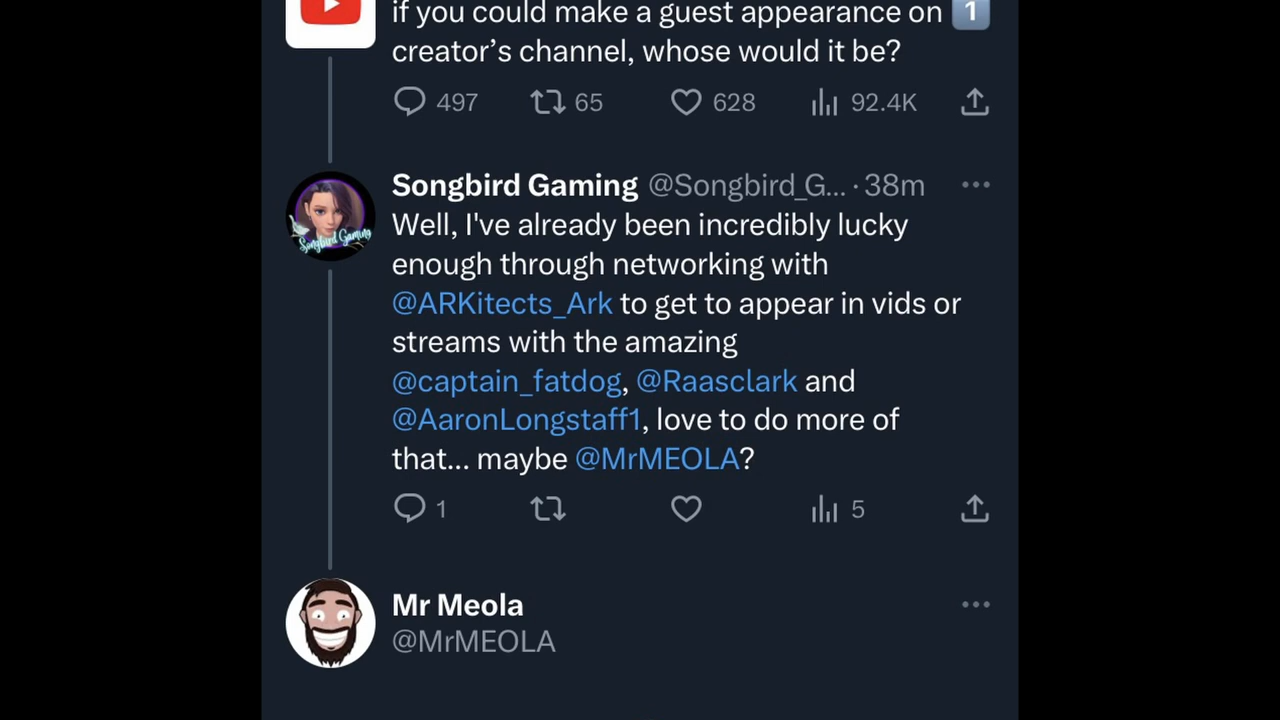 if you could make a guest appearance on 1
creator’s channel, whose would it be?
497 65 628 92.4K
Songbird Gaming @Songbird_G... · 38m
Songbird Gaming
Well, I've already been incredibly lucky
enough through networking with
@ARKitects_Ark to get to appear in vids or
streams with the amazing
@captain_fatdog, @Raasclark and
@AaronLongstaff1, love to do more of
that... maybe @MrMEOLA?
1 5
Mr Meola
@MrMEOLA